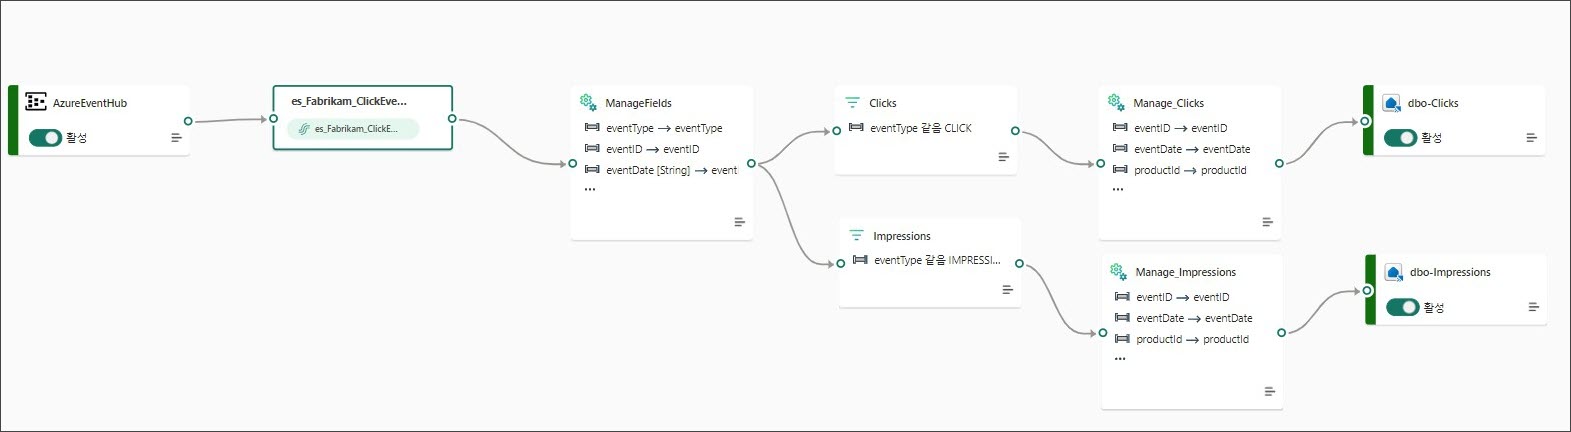 AzureEventHub
활성
es_Fabrikam_ClickEve...
es_Fabrikam_ClickE...
ManageFields
eventType → eventType
eventID → eventID
eventDate [String] → eventI
...
Clicks
eventType 같음 CLICK
Impressions
eventType 같음 IMPRESSI...
Manage_Clicks
eventID → eventID
eventDate → eventDate
productId → productId
...
Manage_Impressions
eventID → eventID
eventDate → eventDate
productId → productId
...
dbo-Clicks
활성
dbo-Impressions
활성